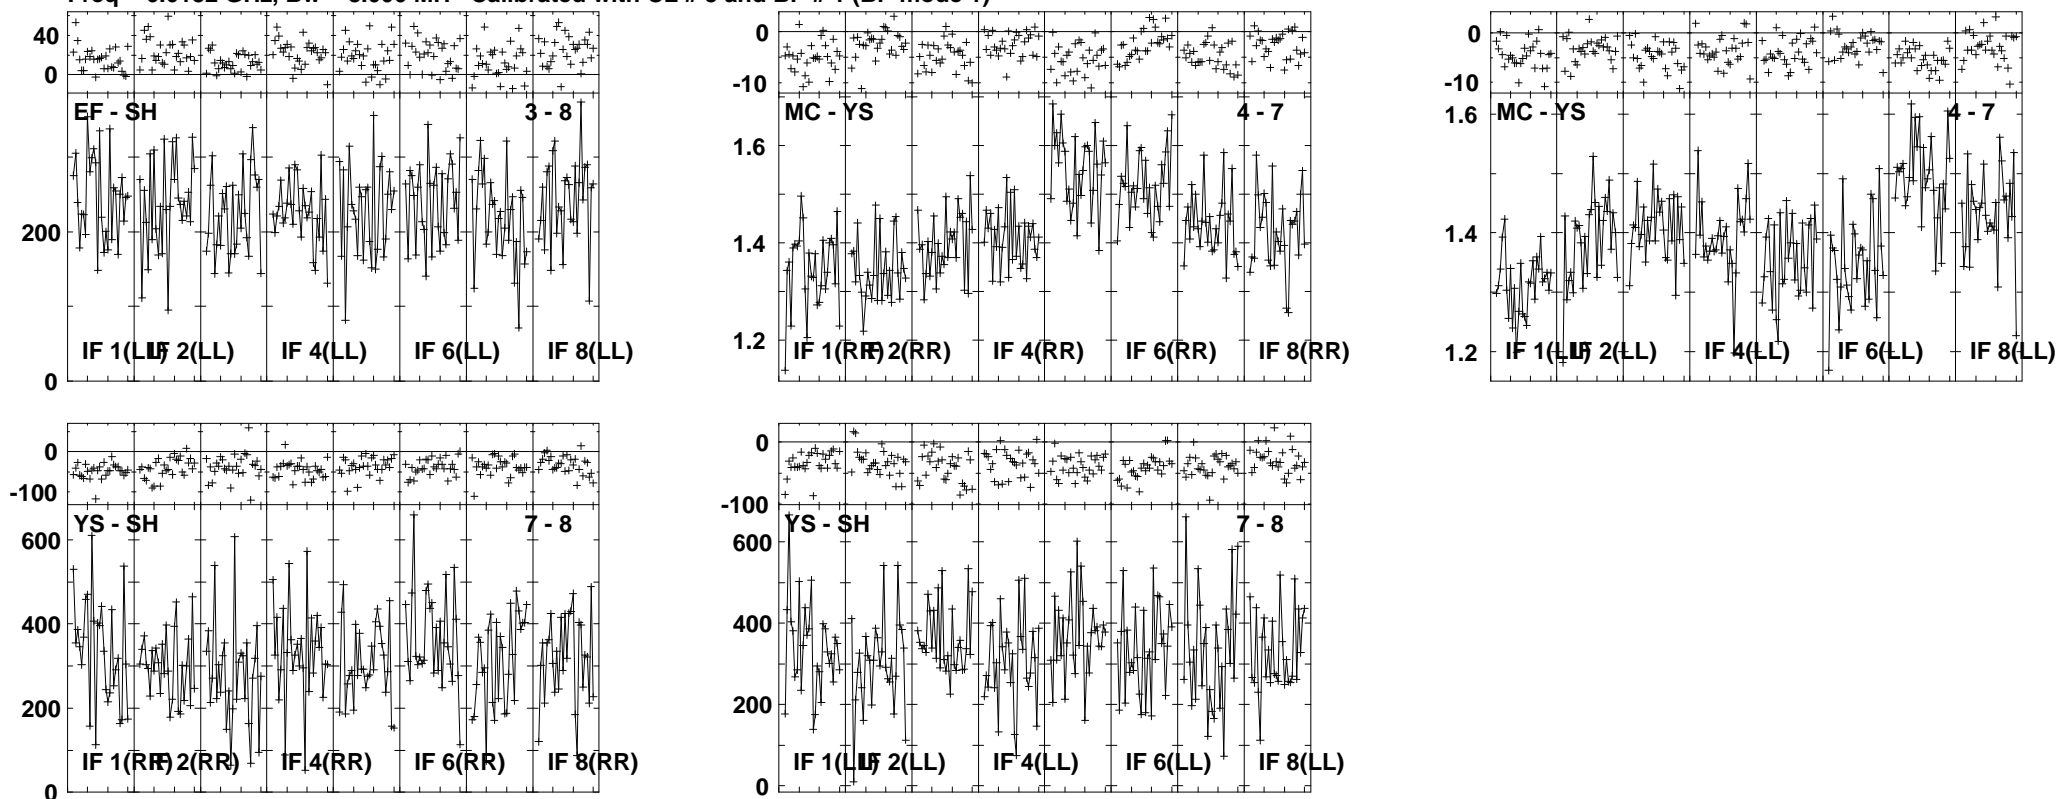 40
0
EF - SH
3 - 8
200
0
IF 1(LL) IF 2(LL) IF 4(LL) IF 6(LL) IF 8(LL)
0
-10
MC - YS
4 - 7
1.6
1.4
1.2
IF 1(RR) IF 2(RR) IF 4(RR) IF 6(RR) IF 8(RR)
0
-10
1.6
MC - YS
4 - 7
1.4
1.2
IF 1(LL) IF 2(LL) IF 4(LL) IF 6(LL) IF 8(LL)
0
-100
YS - SH
7 - 8
600
400
200
0
IF 1(RR) IF 2(RR) IF 4(RR) IF 6(RR) IF 8(RR)
0
-100
YS - SH
7 - 8
600
400
200
0
IF 1(LL) IF 2(LL) IF 4(LL) IF 6(LL) IF 8(LL)